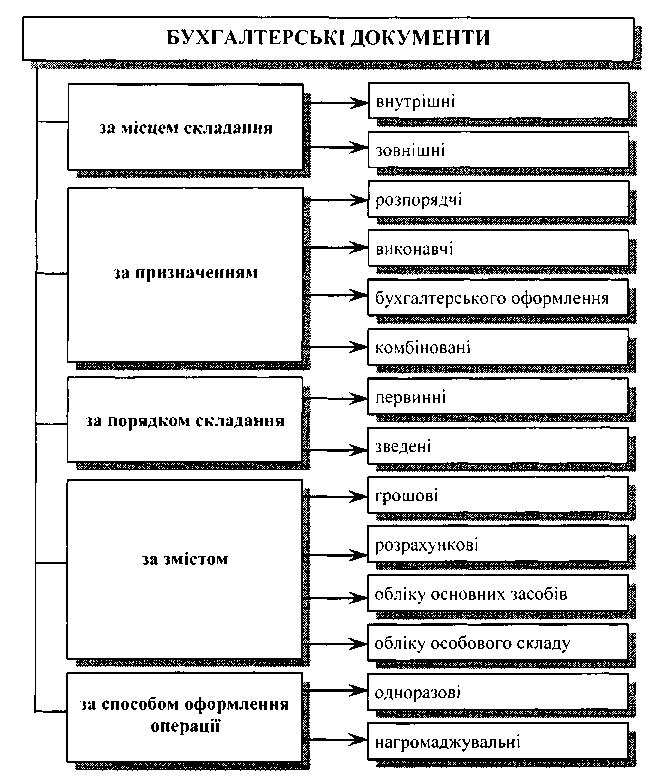 БУХГАЛТЕРСЬКІ ДОКУМЕНТИ
за місцем складання
внутрішні
зовнішні
за призначенням
розпорядчі
виконавчі
бухгалтерського оформлення
комбіновані
за порядком складання
первинні
зведені
за змістом
грошові
розрахункові
обліку основних засобів
обліку особового складу
за способом оформлення
операції
одноразові
нагромаджувальні